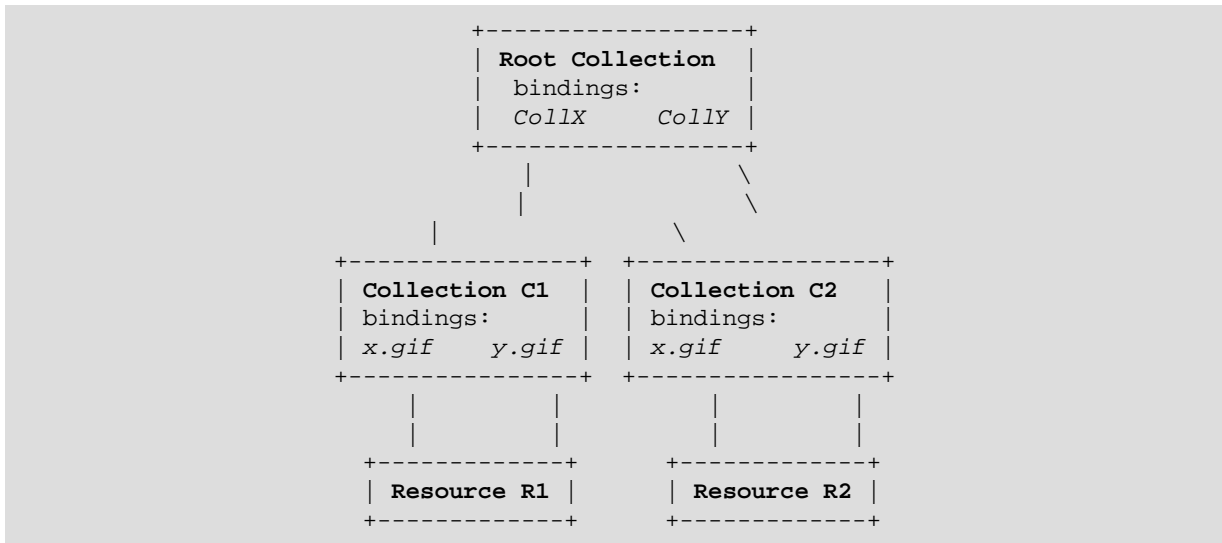 +------------------+
| Root Collection |
| bindings: |
| CollX CollY |
+------------------+
| \
| \
| \
+----------------+ +-----------------+
| Collection C1 | | Collection C2 |
| bindings: | | bindings: |
| x.gif y.gif | | x.gif y.gif |
+----------------+ +-----------------+
| | | |
| | | |
+-------------+ +-------------+
| Resource R1 | | Resource R2 |
+-------------+ +-------------+